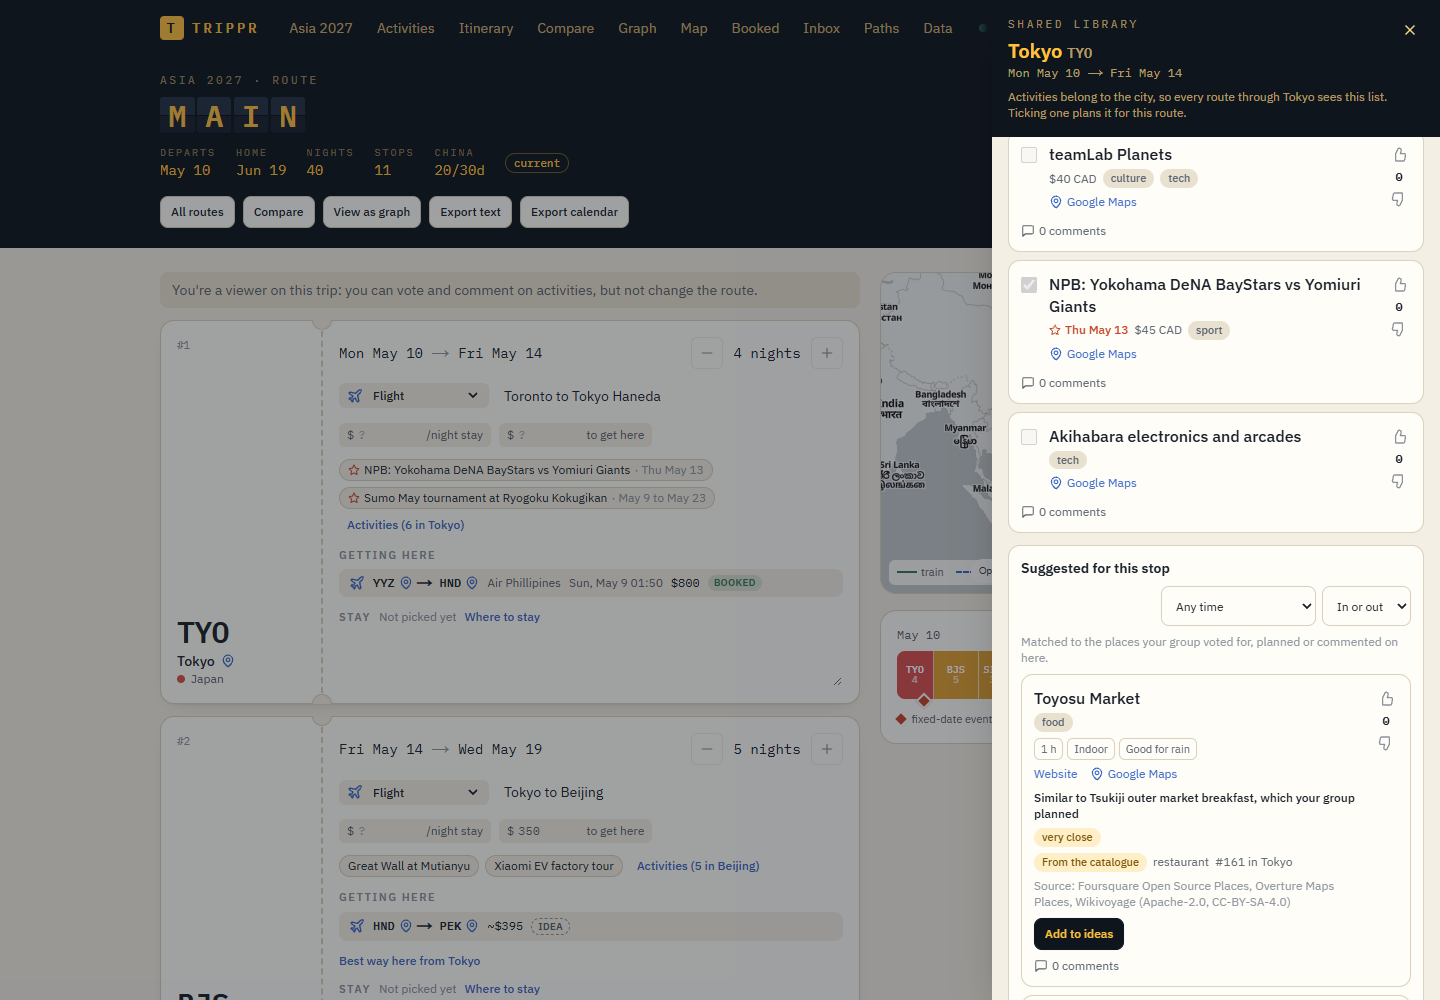 T TRIPPR Asia 2027 Activities Itinerary Compare Graph Map Booked Inbox Paths Data
ASIA 2027 · ROUTE
MAIN
DEPARTS HOME NIGHTS STOPS CHINA
May 10 Jun 19 40 11 20/30d current
All routes Compare View as graph Export text Export calendar
You're a viewer on this trip: you can vote and comment on activities, but not change the route.
#1
Mon May 10 → Fri May 14 − 4 nights +
Flight Toronto to Tokyo Haneda
$ ? /night stay $ ? to get here
NPB: Yokohama DeNA BayStars vs Yomiuri Giants · Thu May 13
Sumo May tournament at Ryogoku Kokugikan · May 9 to May 23
Activities (6 in Tokyo)
GETTING HERE
YYZ → HND Air Phillipines Sun, May 9 01:50 $800 BOOKED
STAY Not picked yet Where to stay
TYO
Tokyo
Japan
#2
Fri May 14 → Wed May 19 − 5 nights +
Flight Tokyo to Beijing
$ ? /night stay $ 350 to get here
Great Wall at Mutianyu Xiaomi EV factory tour Activities (5 in Beijing)
GETTING HERE
HND → PEK ~$395 IDEA
Best way here from Tokyo
STAY Not picked yet Where to stay
BJS
Bangladesh
বাংলাদেশ
Myanmar
Sri Lanka
train
May 10
TYO BJS
4 5
fixed-date event
SHARED LIBRARY
Tokyo TYO
Mon May 10 → Fri May 14
Activities belong to the city, so every route through Tokyo sees this list.
Ticking one plans it for this route.
teamLab Planets
$40 CAD culture tech
0
Google Maps
0 comments
NPB: Yokohama DeNA BayStars vs Yomiuri
Giants
0
Thu May 13 $45 CAD sport
Google Maps
0 comments
Akihabara electronics and arcades
tech
0
Google Maps
0 comments
Suggested for this stop
Any time In or out
Matched to the places your group voted for, planned or commented on
here.
Toyosu Market
food
0
1 h Indoor Good for rain
Website Google Maps
Similar to Tsukiji outer market breakfast, which your group
planned
very close
From the catalogue restaurant #161 in Tokyo
Source: Foursquare Open Source Places, Overture Maps
Places, Wikivoyage (Apache-2.0, CC-BY-SA-4.0)
Add to ideas
0 comments